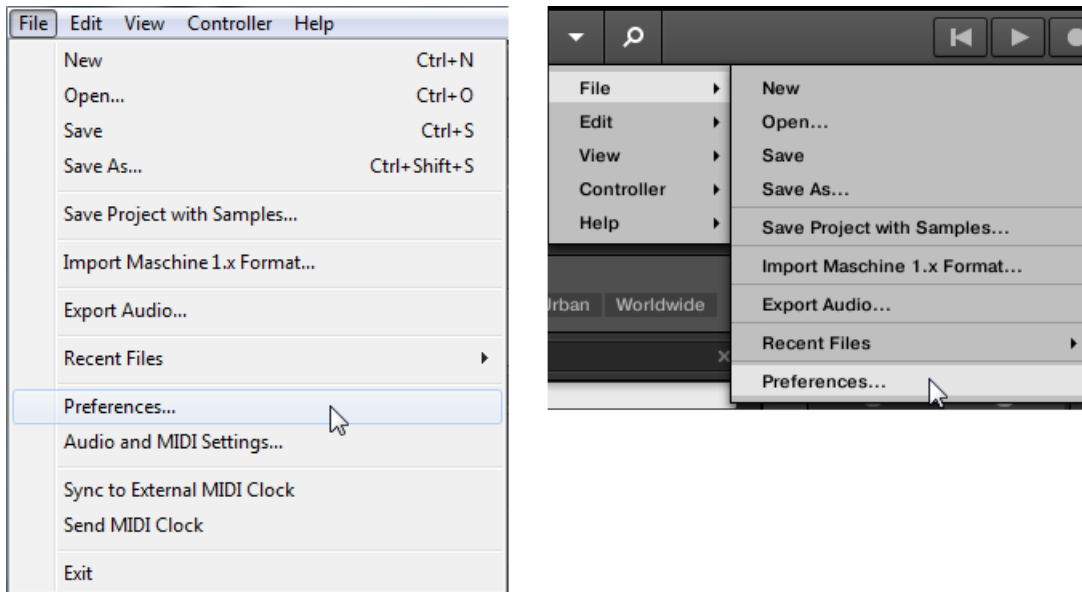 File Edit View Controller Help
New Ctrl+N
Open... Ctrl+O
Save Ctrl+S
Save As... Ctrl+Shift+S
Save Project with Samples...
Import Maschine 1.x Format...
Export Audio...
Recent Files
Preferences...
Audio and MIDI Settings...
Sync to External MIDI Clock
Send MIDI Clock
Exit
File
Edit
View
Controller
Help
Worldwide
New
Open...
Save
Save As...
Save Project with Samples...
Import Maschine 1.x Format...
Export Audio...
Recent Files
Preferences...